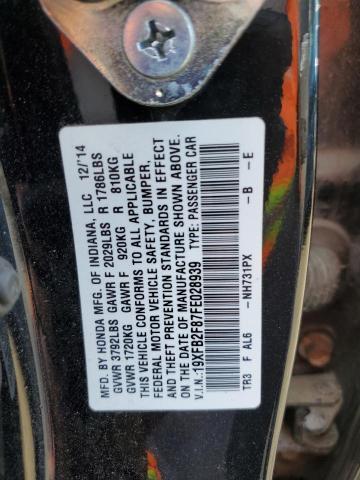 MFD. BY HONDA MFG. OF INDIANA, LLC 12/'14
GVWR 3792LBS GAWR F 2029LBS R 1786LBS
GVWR 1720KG GAWR F 920KG R 810KG
THIS VEHICLE CONFORMS TO ALL APPLICABLE
FEDERAL MOTOR VEHICLE SAFETY, BUMPER,
AND THEFT PREVENTION STANDARDS IN EFFECT
ON THE DATE OF MANUFACTURE SHOWN ABOVE.
V.I.N.: 19XFB2F87FE028939 TYPE: PASSENGER CAR
TR3 F AL6 -NH731PX -B -E